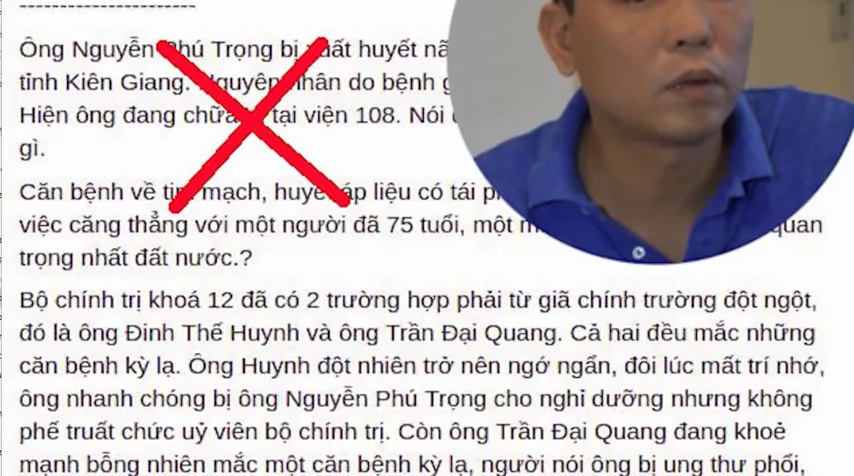 Ông Nguyễn Phú Trọng bị xuất huyết nã
tỉnh Kiên Giang. Nguyên nhân do bệnh
Hiện ông đang chữa tại viện 108. Nói
gì.
Căn bệnh về tim mạch, huyết áp liệu có tái
việc căng thẳng với một người đã 75 tuổi, một quan
trọng nhất đất nước.?
Bộ chính trị khoá 12 đã có 2 trường hợp phải từ giã chính trường đột ngột,
đó là ông Đinh Thế Huynh và ông Trần Đại Quang. Cả hai đều mắc những
căn bệnh kỳ lạ. Ông Huynh đột nhiên trở nên ngớ ngẩn, đôi lúc mất trí nhớ,
ông nhanh chóng bị ông Nguyễn Phú Trọng cho nghỉ dưỡng nhưng không
phế truất chức uỷ viên bộ chính trị. Còn ông Trần Đại Quang đang khoẻ
mạnh bỗng nhiên mắc một căn bệnh kỳ lạ, người nói ông bị ung thư phổi,